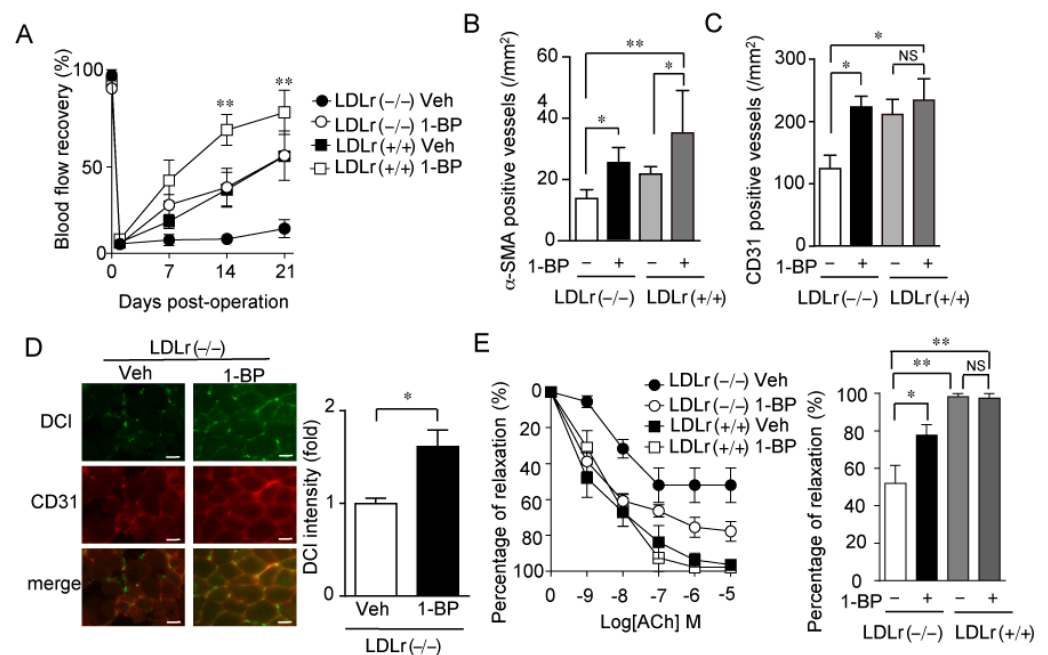 A
Blood flow recovery (%)
100
50
0
0 7 14 21
Days post-operation
** **
LDLr(−/−) Veh
LDLr(−/−) 1-BP
LDLr(+/+) Veh
LDLr(+/+) 1-BP
B
α-SMA positive vessels (/mm²)
60
4
20
0
**
*
*
1-BP − + − +
LDLr(−/−) LDLr(+/+)
C
CD31 positive vessels (/mm²)
300
200
100
0
*
*
NS
1-BP − + − +
LDLr(−/−) LDLr(+/+)
D
LDLr(−/−)
Veh 1-BP
DCI
CD31
merge
DCI intensity (fold)
2
1
0
*
Veh 1-BP
LDLr(−/−)
E
Percentage of relaxation (%)
0
20
40
60
80
100
0 -9 -8 -7 -6 -5
Log[ACh] M
LDLr(−/−) Veh
LDLr(−/−) 1-BP
LDLr(+/+) Veh
LDLr(+/+) 1-BP
Percentage of relaxation (%)
100
80
60
40
20
0
**
**
NS
*
1-BP − + − +
LDLr(−/−) LDLr(+/+)